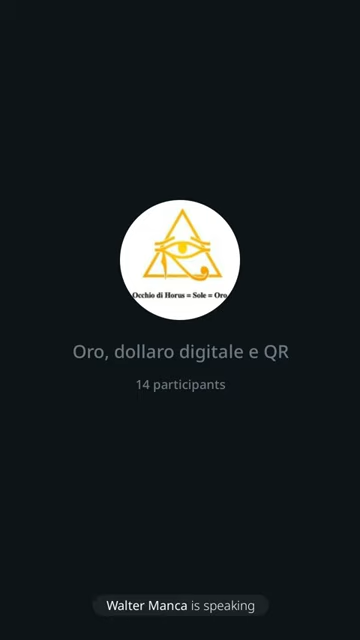 Occhio di Horus = Sole = Oro
Oro, dollaro digitale e QR
14 participants
Walter Manca is speaking